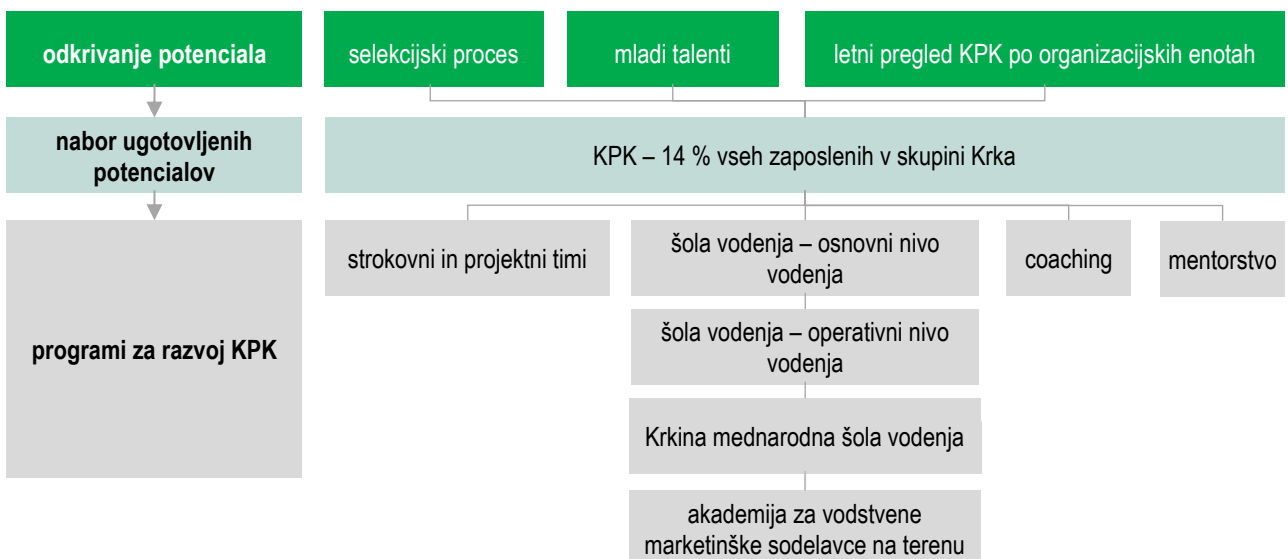 odkrivanje potenciala
selekcijski proces
mladi talenti
letni pregled KPK po organizacijskih enotah
nabor ugotovljenih
potencialov
KPK – 14 % vseh zaposlenih v skupini Krka
programi za razvoj KPK
strokovni in projektni timi
šola vodenja – osnovni nivo
vodenja
coaching
mentorstvo
šola vodenja – operativni nivo
vodenja
Krkina mednarodna šola vodenja
akademija za vodstvene
marketinške sodelavce na terenu